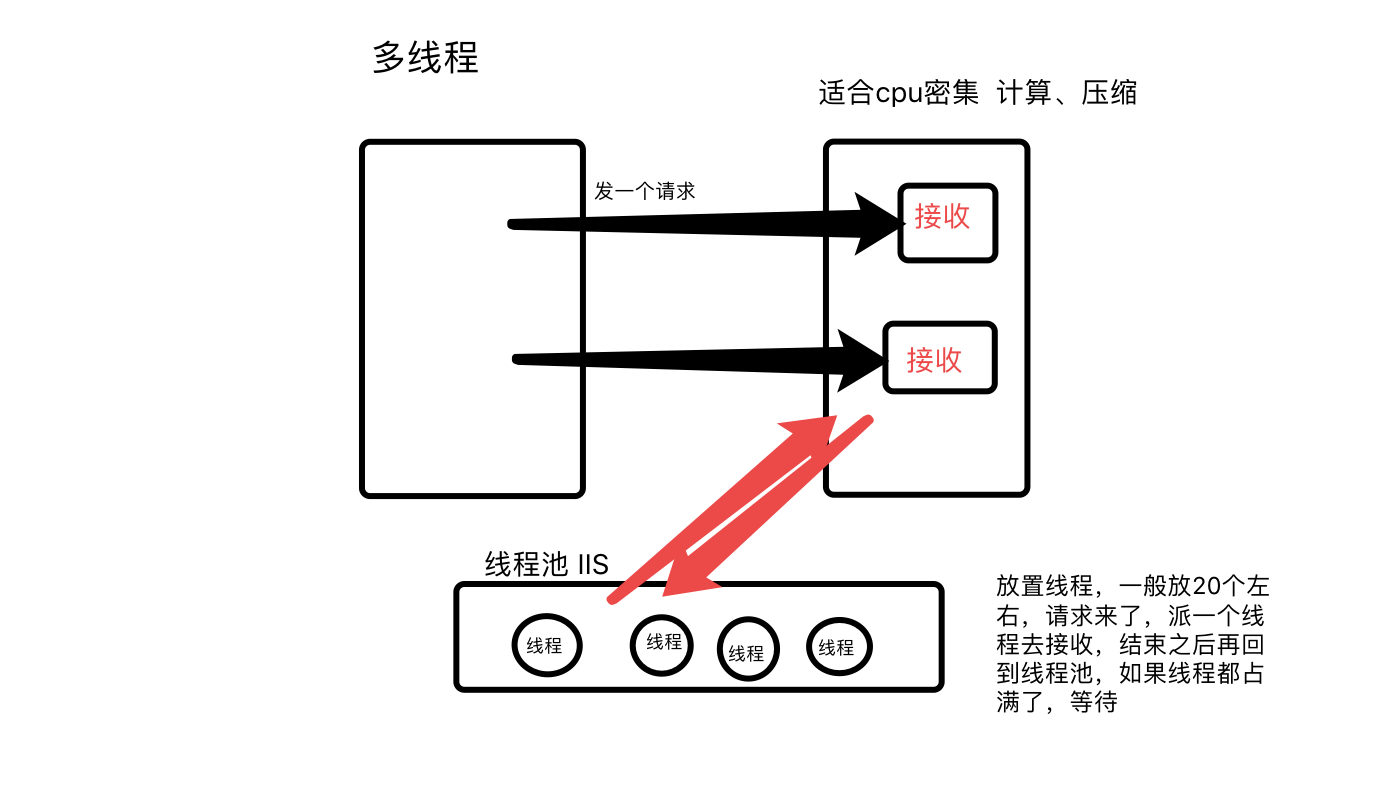 多线程
适合cpu密集  计算、压缩
发一个请求
接收
接收
线程池 IIS
线程
线程
线程
线程
放置线程，一般放20个左
右，请求来了，派一个线
程去接收，结束之后再回
到线程池，如果线程都占
满了，等待